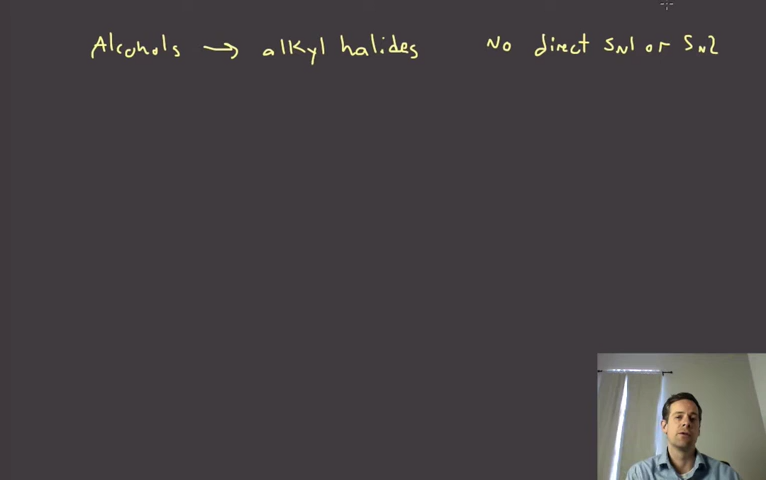 Alcohols → alkyl halides No direct SN1 or SN2